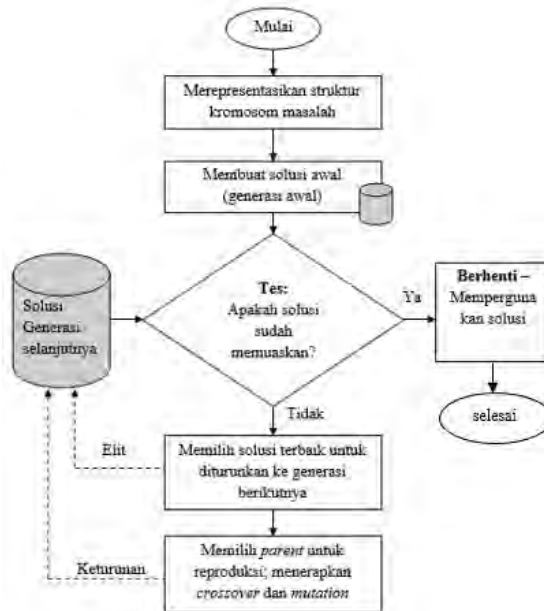 Mulai
Merepresentasikan struktur
kromosom masalah
Membuat solusi awal
(generasi awal)
Tes:
Apakah solusi
sudah
memuaskan?
Ya
Berhenti –
Memperguna
kan solusi
selesai
Solusi
Generasi
selanjutnya
Tidak
Elit
Memilih solusi terbaik untuk
diturunkan ke generasi
berikutnya
Keturunan
Memilih parent untuk
reproduksi; menerapkan
crossover dan mutation